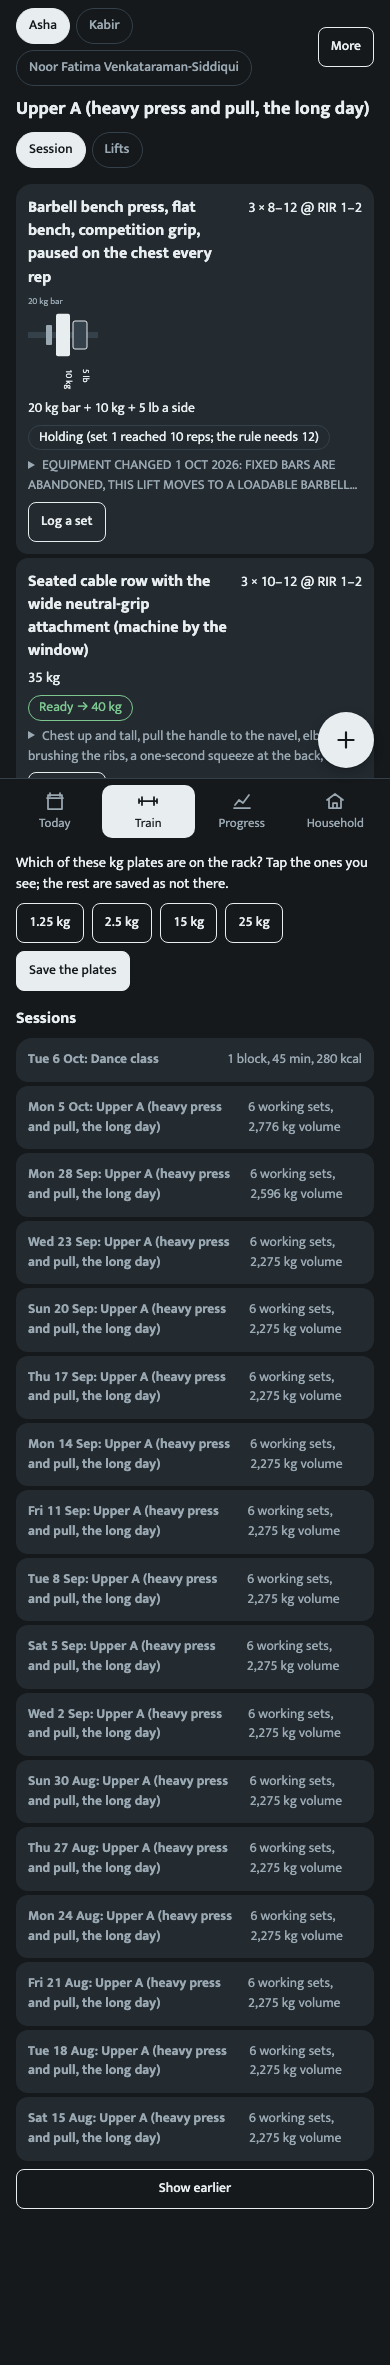 Asha
Kabir
Noor Fatima Venkataraman-Siddiqui
More
Upper A (heavy press and pull, the long day)
Session
Lifts
Barbell bench press, flat
bench, competition grip,
paused on the chest every
rep
3 × 8–12 @ RIR 1–2
20 kg bar
10 kg
5 lb
20 kg bar + 10 kg + 5 lb a side
Holding (set 1 reached 10 reps; the rule needs 12)
EQUIPMENT CHANGED 1 OCT 2026: FIXED BARS ARE
ABANDONED, THIS LIFT MOVES TO A LOADABLE BARBELL…
Log a set
Seated cable row with the
wide neutral-grip
attachment (machine by the
window)
3 × 10–12 @ RIR 1–2
35 kg
Ready → 40 kg
Chest up and tall, pull the handle to the navel,
brushing the ribs, a one-second squeeze at the back,
Today
Train
Progress
Household
Which of these kg plates are on the rack? Tap the ones you
see; the rest are saved as not there.
1.25 kg
2.5 kg
15 kg
25 kg
Save the plates
Sessions
Tue 6 Oct: Dance class
1 block, 45 min, 280 kcal
Mon 5 Oct: Upper A (heavy press
and pull, the long day)
6 working sets,
2,776 kg volume
Mon 28 Sep: Upper A (heavy press
and pull, the long day)
6 working sets,
2,596 kg volume
Wed 23 Sep: Upper A (heavy press
and pull, the long day)
6 working sets,
2,275 kg volume
Sun 20 Sep: Upper A (heavy press
and pull, the long day)
6 working sets,
2,275 kg volume
Thu 17 Sep: Upper A (heavy press
and pull, the long day)
6 working sets,
2,275 kg volume
Mon 14 Sep: Upper A (heavy press
and pull, the long day)
6 working sets,
2,275 kg volume
Fri 11 Sep: Upper A (heavy press
and pull, the long day)
6 working sets,
2,275 kg volume
Tue 8 Sep: Upper A (heavy press
and pull, the long day)
6 working sets,
2,275 kg volume
Sat 5 Sep: Upper A (heavy press
and pull, the long day)
6 working sets,
2,275 kg volume
Wed 2 Sep: Upper A (heavy press
and pull, the long day)
6 working sets,
2,275 kg volume
Sun 30 Aug: Upper A (heavy press
and pull, the long day)
6 working sets,
2,275 kg volume
Thu 27 Aug: Upper A (heavy press
and pull, the long day)
6 working sets,
2,275 kg volume
Mon 24 Aug: Upper A (heavy press
and pull, the long day)
6 working sets,
2,275 kg volume
Fri 21 Aug: Upper A (heavy press
and pull, the long day)
6 working sets,
2,275 kg volume
Tue 18 Aug: Upper A (heavy press
and pull, the long day)
6 working sets,
2,275 kg volume
Sat 15 Aug: Upper A (heavy press
and pull, the long day)
6 working sets,
2,275 kg volume
Show earlier